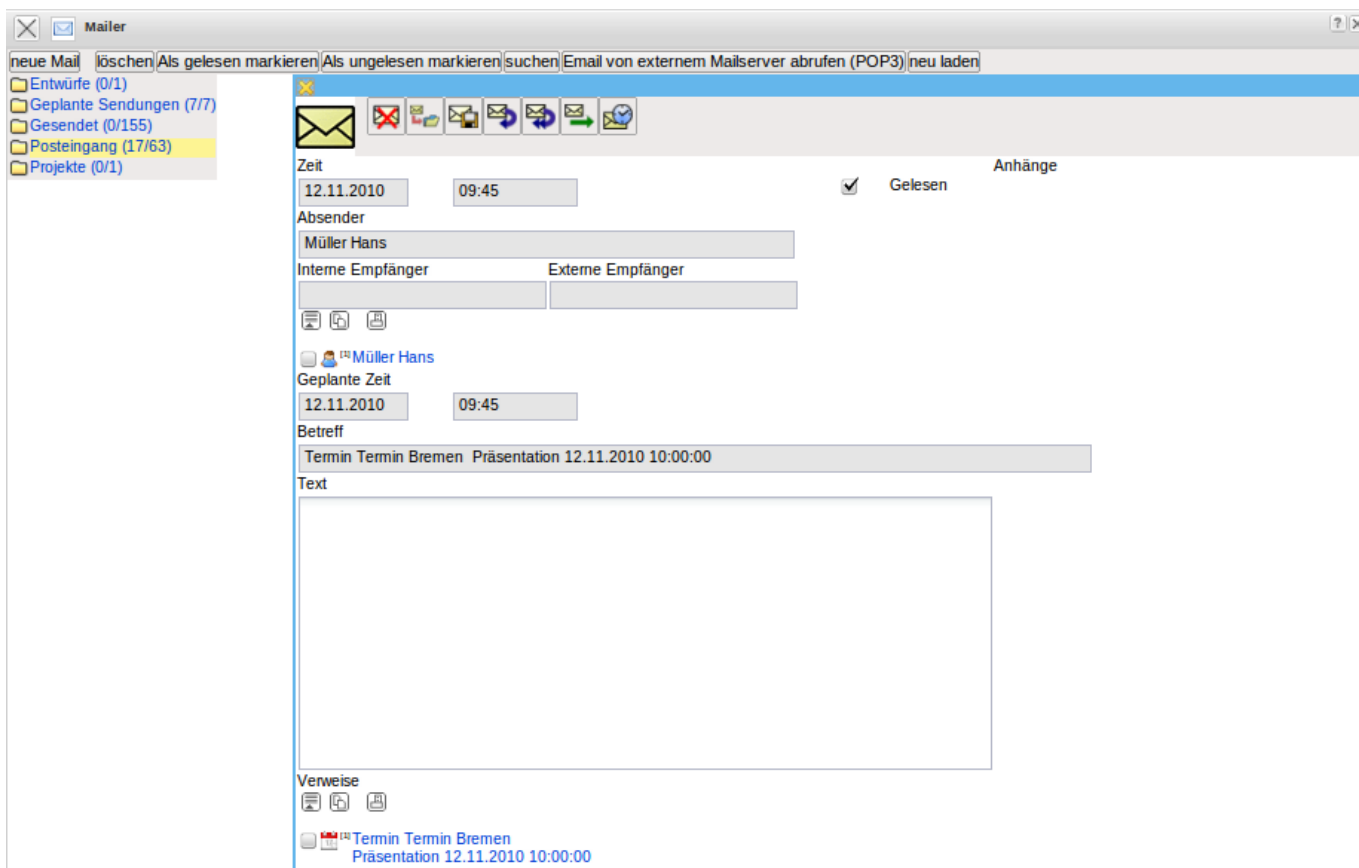 Mailer
neue Mail löschen Als gelesen markieren Als ungelesen markieren suchen Email von externem Mailserver abrufen (POP3) neu laden
Entwürfe (0/1)
Geplante Sendungen (7/7)
Gesendet (0/155)
Posteingang (17/63)
Projekte (0/1)
Zeit
Anhänge
12.11.2010 09:45
Gelesen
Absender
Müller Hans
Interne Empfänger Externe Empfänger
[1] Müller Hans
Geplante Zeit
12.11.2010 09:45
Betreff
Termin Termin Bremen Präsentation 12.11.2010 10:00:00
Text
Verweise
[1] Termin Termin Bremen
Präsentation 12.11.2010 10:00:00